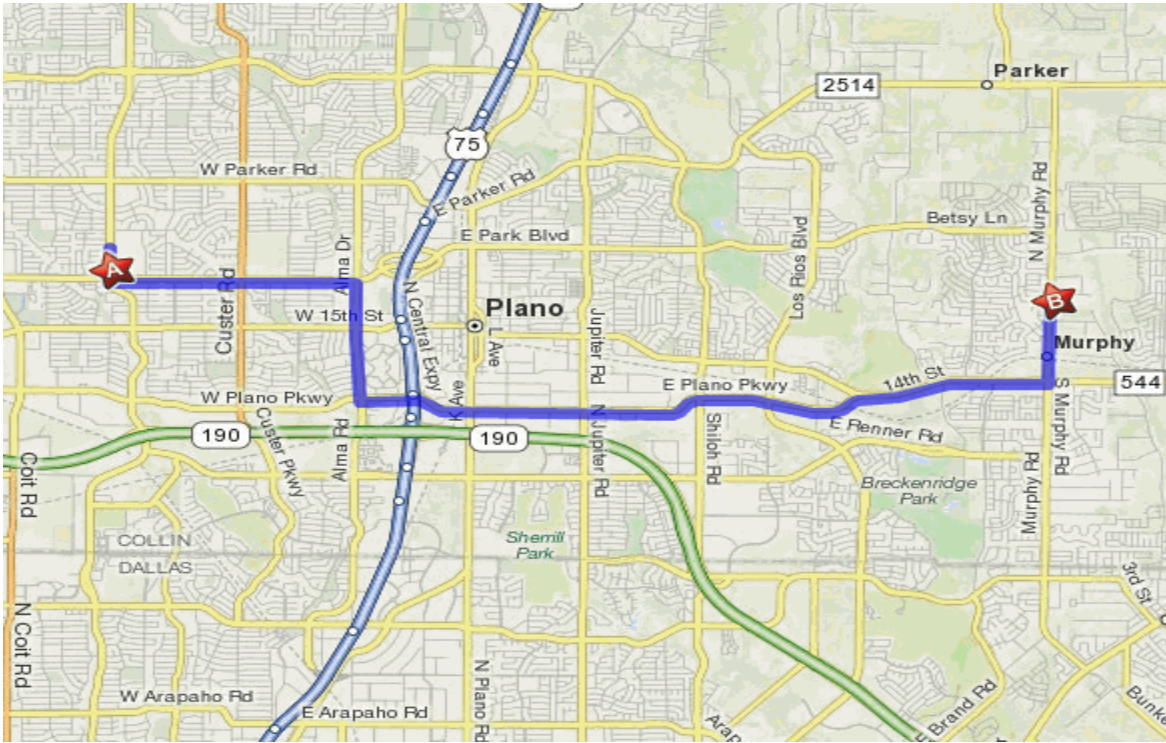 Parker
2514
75
W Parker Rd
E Parker Rd
N Murphy Rd
Betsy Ln
Los Rios Blvd
E Park Blvd
Alma Dr
A
Custer Rd
B
N Central Expy
Plano
W 15th St
L Ave
Jupiter Rd
Murphy
E Plano Pkwy
14th St
544
W Plano Pkwy
K Ave
S Murphy Rd
Custer Pkwy
190
190
N Jupiter Rd
Shiloh Rd
E Renner Rd
Alma Rd
Coit Rd
Murphy Rd
Breckenridge
Park
COLLIN
DALLAS
Sherrill
Park
3rd St
N Coit Rd
N Plano Rd
W Arapaho Rd
E Arapaho Rd
E Brand Rd